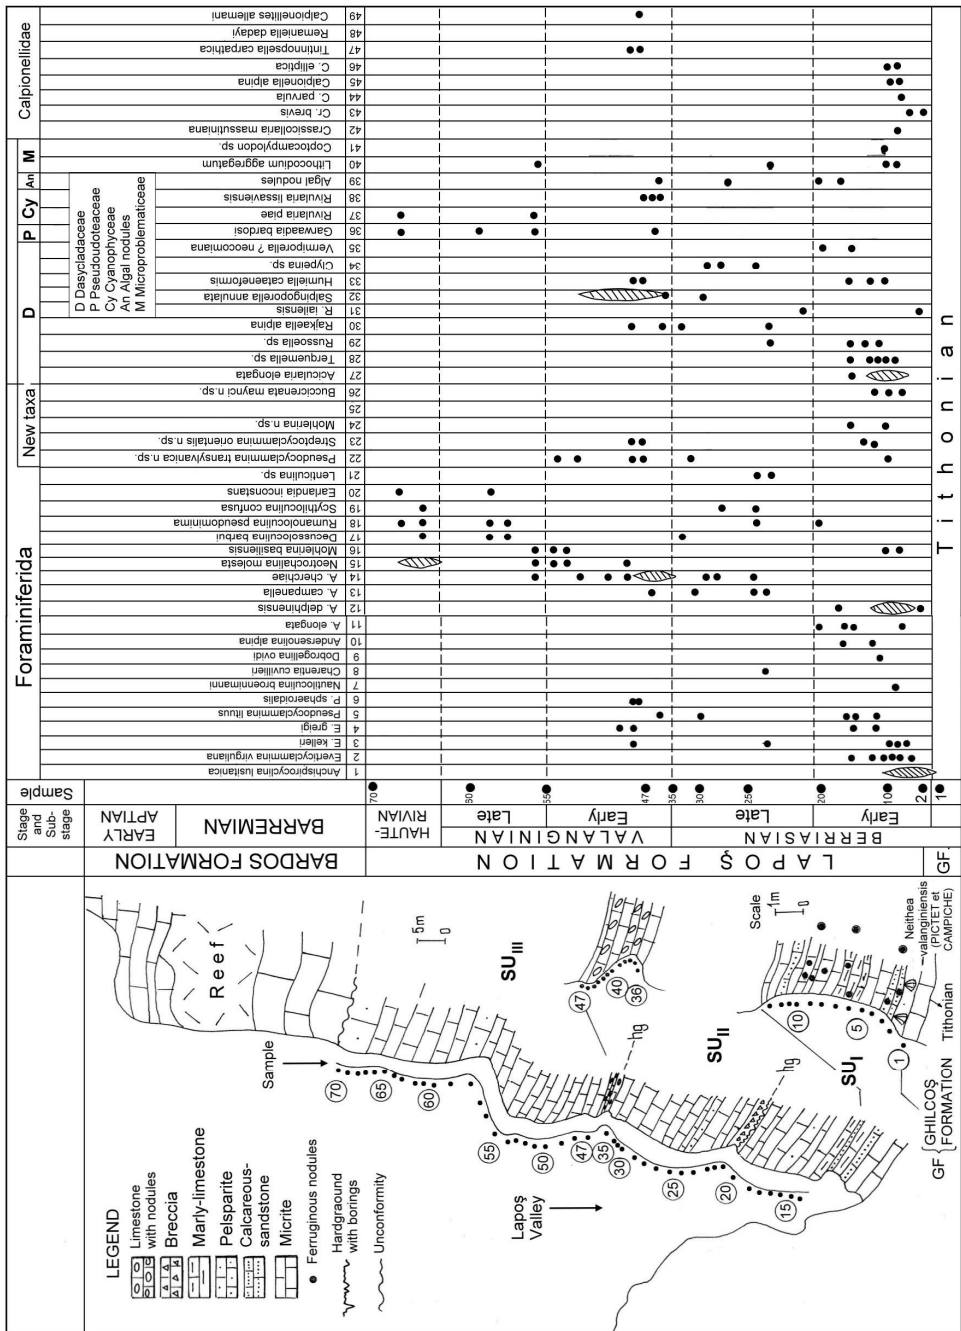 Calpionellidae
Calpionellites allemani 49
Remaniella dadayi 48
Tintinnopsella carpathica 47
C. elliptica 46
Calpionella alpina 45
C. parvula 44
Cr. brevis 43
Crassicollaria massutiniana 42
M
Coptocampylodon sp. 41
Lithocodium aggregatum 40
An
Algal nodules 39
Cy
Rivularia lissaviensis 38
Rivularia piae 37
P
Garwadia bardosi 36
D
Vermiporella ? neocomiana 35
Clypeina sp. 34
Humiella cataeneformis 33
Salpingoporella annulata 32
R. iailensis 31
Rajkaella alpina 30
Russoella sp. 29
Terquemella sp 28
Acicularia elongata 27
D Dasycladaceae
P Pseudoudoteaceae
Cy Cyanophyceae
An Algal nodules
M Microproblematiceae
New taxa
Buccicrenata maynci n.sp. 26
25
Mohlerina n.sp. 24
Streptocyclammina orientalis n.sp. 23
Pseudocyclammina transylvanica n.sp. 22
Foraminiferida
Lenticulina sp. 21
Earlandia inconstans 20
Scythiloculina confusa 19
Rumanoloculina pseudominima 18
Decussoloculina barbui 17
Mohlerina basiliensis 16
Neotrocholina molesta 15
A. cherchiae 14
A. campanella 13
A. delphinensis 12
A. elongata 11
Andersenolina alpina 10
Dobrogellina ovidi 9
Charentia cuvillieri 8
Nautiloculina broennimanni 7
P. sphaeroidalis 6
Pseudocyclammina lituus 5
E. greigi 4
E. kelleri 3
Everticyclammina virguliana 2
Archispirocyclina lusitanica 1
Tithonian
Sample
70 60 55 47 35 30 25 20 10 2 1
Stage and Sub-stage
EARLY APTIAN
BARREMIAN
HAUTE-RIVIAN
Late
Early
VALANGINIAN
Late
Early
BERRIASIAN
BARDOS FORMATION
LAPOŞ FORMATION
GF.
Reef
5m
0
SU III
47
40
36
hg
Scale
1m
0
SU II
10
5
1
Neithea
valanginiensis
(PICTET et
CAMPICHE)
Tithonian
hg
SU I
GF { GHILCOŞ
FORMATION
Sample
70
65
60
55
50
47
35
30
25
20
15
Lapoş
Valley
LEGEND
Limestone
with nodules
Breccia
Marly-limestone
Pelsparite
Calcareous-
sandstone
Micrite
Ferruginous nodules
Hardground
with borings
Unconformity